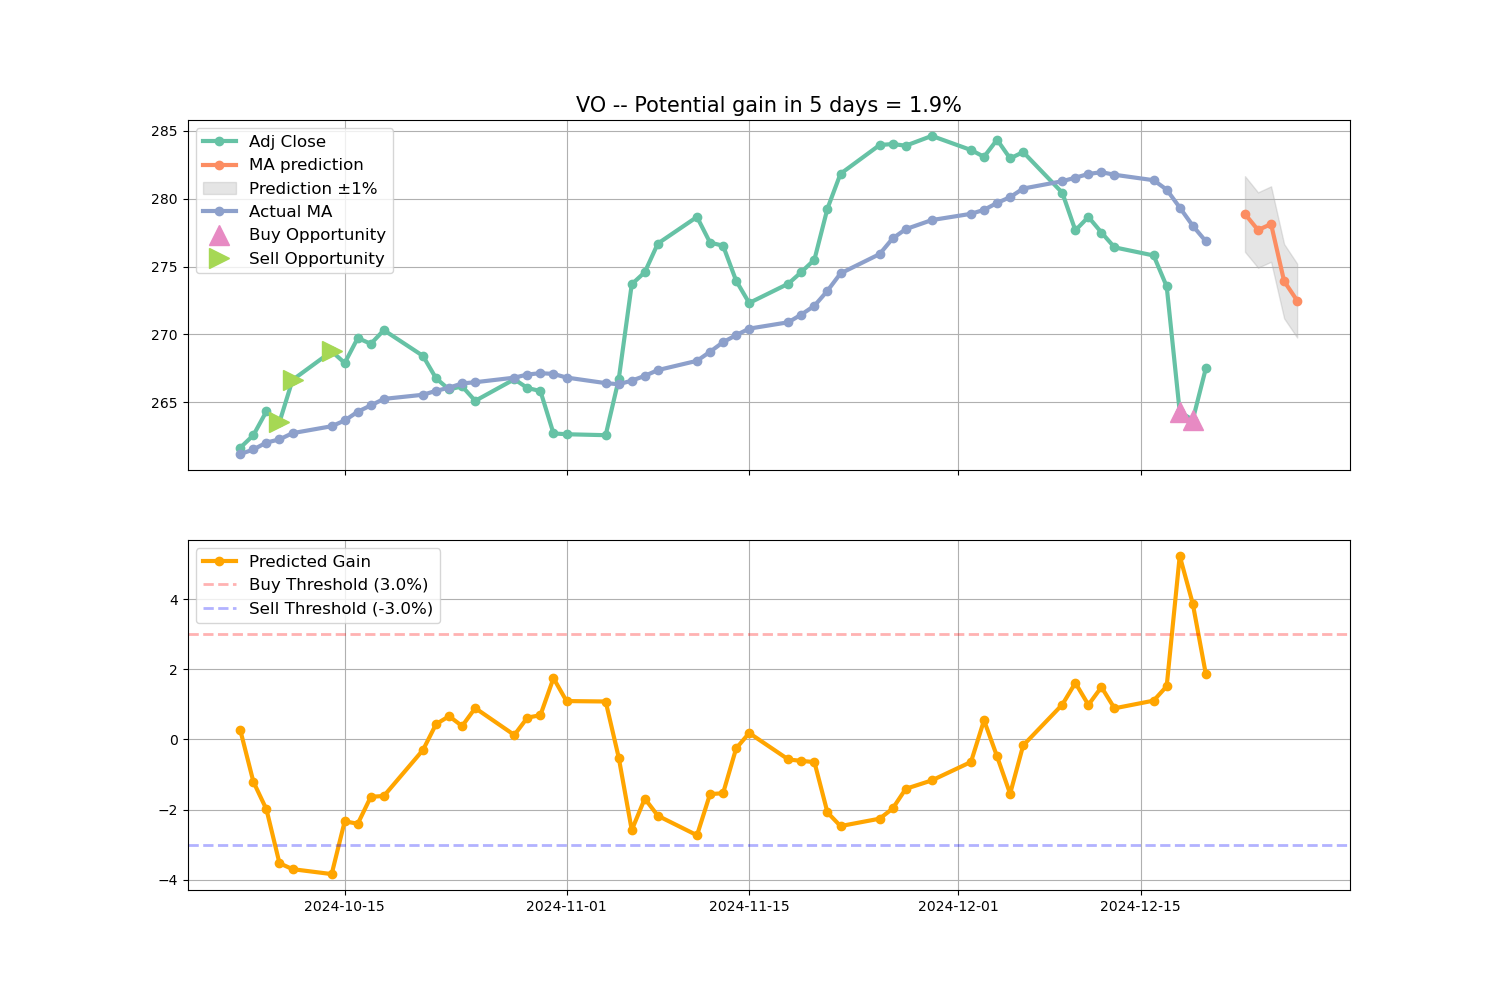 VO -- Potential gain in 5 days = 1.9%
285
280
275
270
265
Adj Close
MA prediction
Prediction ±1%
Actual MA
Buy Opportunity
Sell Opportunity
4
2
0
−2
−4
Predicted Gain
Buy Threshold (3.0%)
Sell Threshold (-3.0%)
2024-10-15
2024-11-01
2024-11-15
2024-12-01
2024-12-15